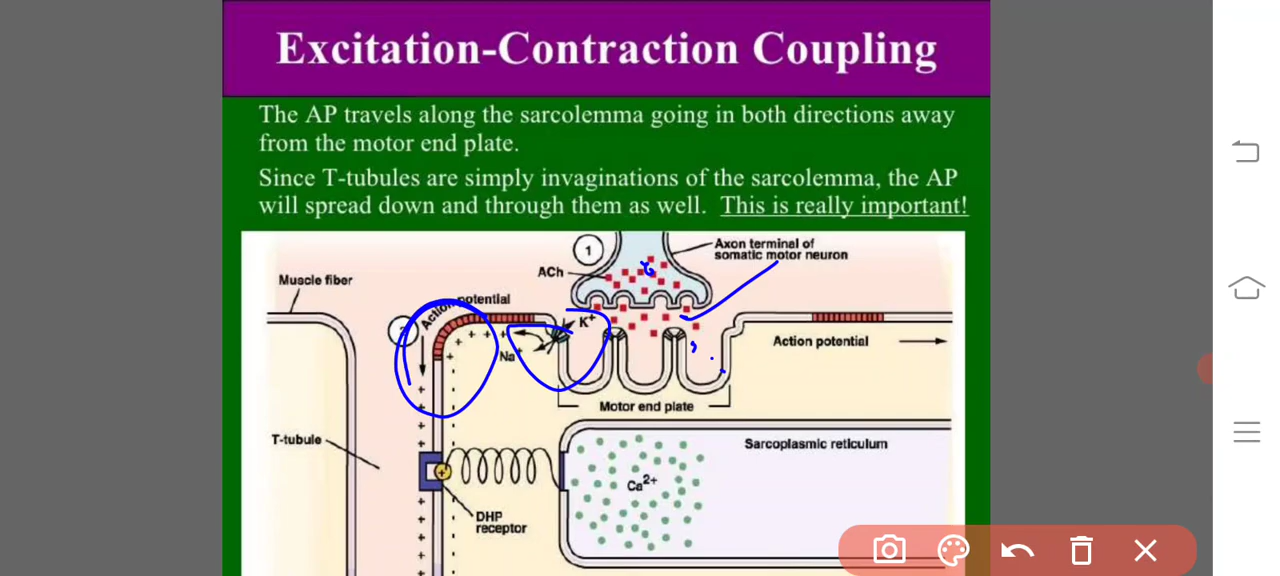 Excitation-Contraction Coupling
The AP travels along the sarcolemma going in both directions away
from the motor end plate.
Since T-tubules are simply invaginations of the sarcolemma, the AP
will spread down and through them as well. This is really important!
1
Axon terminal of
somatic motor neuron
ACh
Muscle fiber
Action potential
K+
Na+
Action potential
Motor end plate
T-tubule
Sarcoplasmic reticulum
Ca2+
+
DHP
receptor